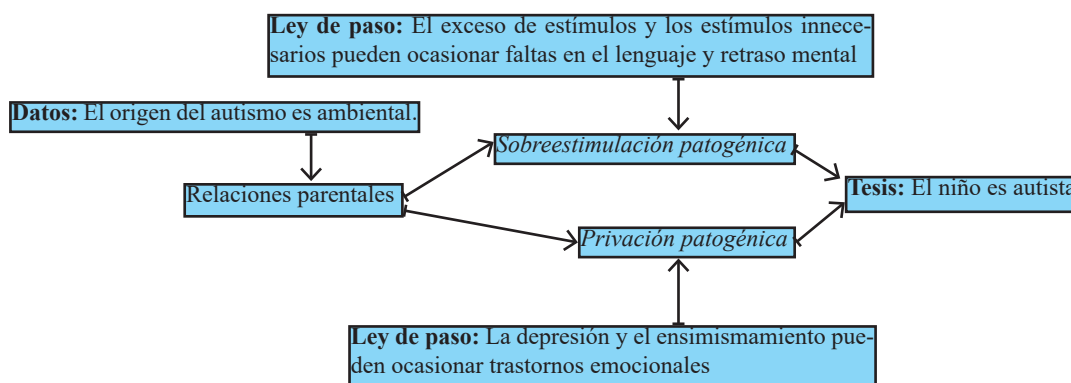 Ley de paso: El exceso de estímulos y los estímulos innece-
sarios pueden ocasionar faltas en el lenguaje y retraso mental
Datos: El origen del autismo es ambiental.
Sobreestimulación patogénica
Relaciones parentales
Tesis: El niño es autista
Privación patogénica
Ley de paso: La depresión y el ensimismamiento pue-
den ocasionar trastornos emocionales